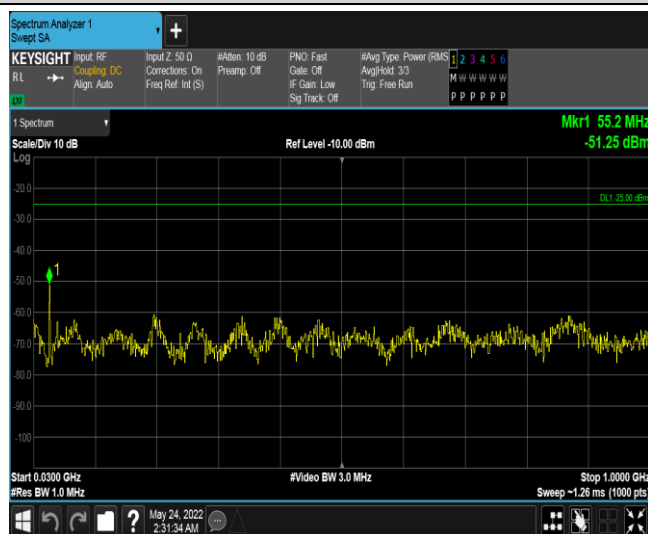 Spectrum Analyzer 1
Swept SA
+
KEYSIGHT Input: RF Input Z: 50 Ω #Atten: 10 dB PNO: Fast #Avg Type: Power (RMS 1 2 3 4 5 6
RL Coupling: DC Corrections: On Preamp: Off Gate: Off Avg|Hold: 3/3 M W W W W W
Align: Auto Freq Ref: Int (S) IF Gain: Low Trig: Free Run
Sig Track: Off P P P P P P
LXI
1 Spectrum Mkr1 55.2 MHz
Scale/Div 10 dB Ref Level -10.00 dBm -51.25 dBm
Log
-20.0
DL1 -25.00 dBm
-30.0
-40.0
1
-50.0
-60.0
-70.0
-80.0
-90.0
-100
Start 0.0300 GHz #Video BW 3.0 MHz Stop 1.0000 GHz
#Res BW 1.0 MHz Sweep ~1.26 ms (1000 pts)
? May 24, 2022
2:31:34 AM